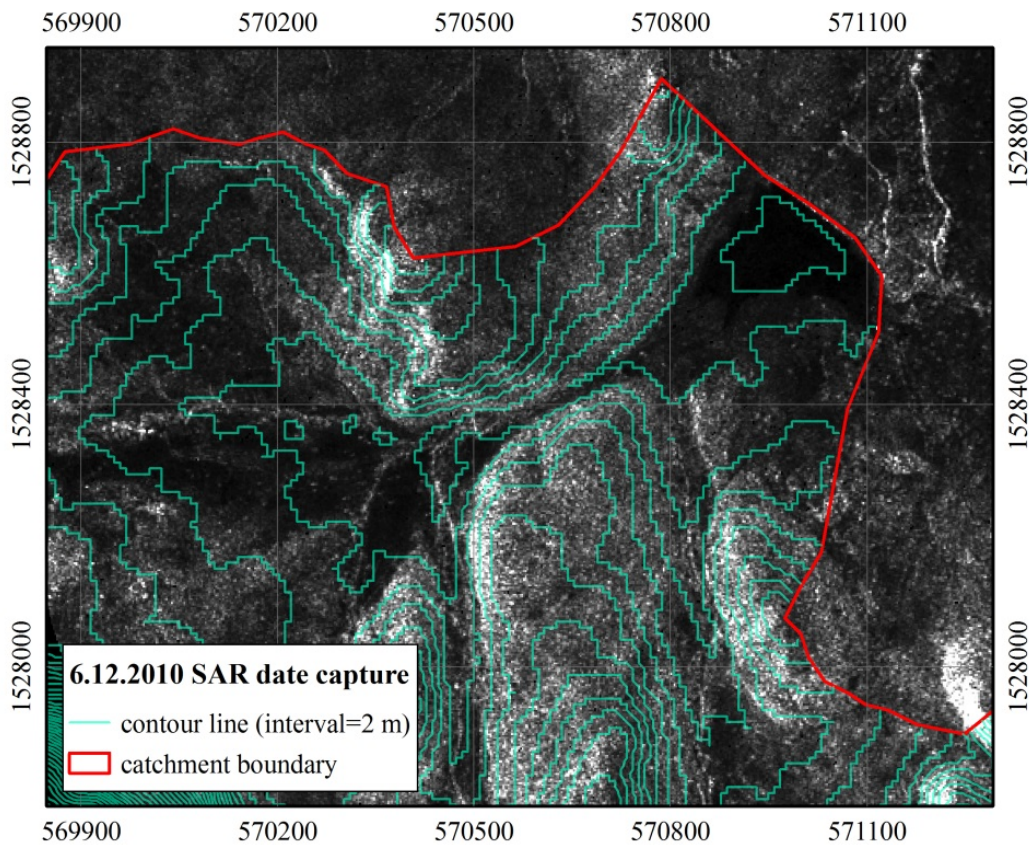 569900 570200 570500 570800 571100
1528800 1528800
1528400 1528400
1528000 1528000
6.12.2010 SAR date capture
contour line (interval=2 m)
catchment boundary
569900 570200 570500 570800 571100